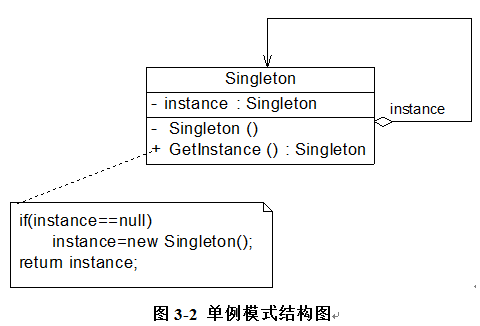 Singleton
- instance : Singleton
instance
- Singleton ()
+ GetInstance () : Singleton
if(instance==null)
instance=new Singleton();
return instance;
图 3-2 单例模式结构图